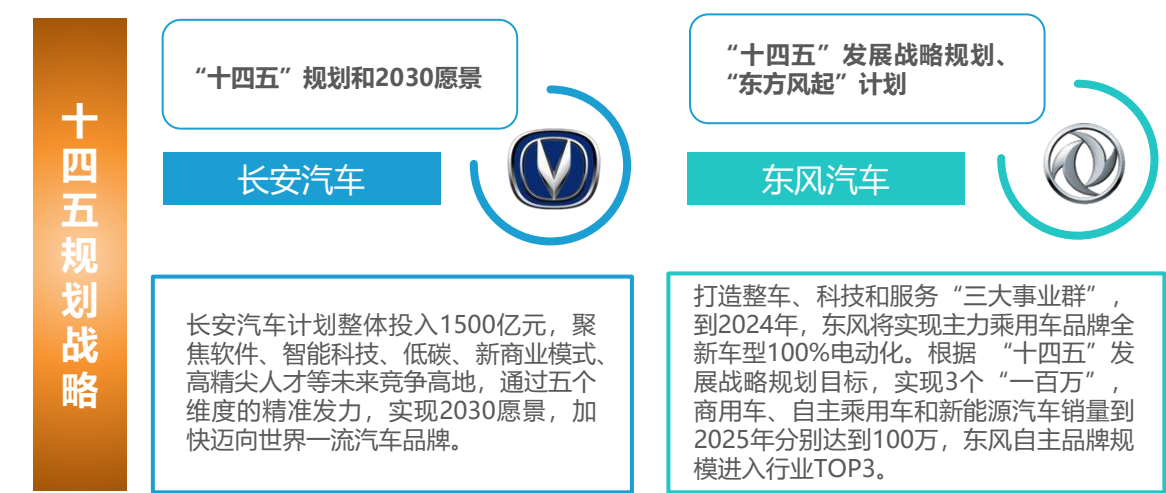 十四五规划战略
“十四五”规划和2030愿景
长安汽车
长安汽车计划整体投入1500亿元，聚
焦软件、智能科技、低碳、新商业模式、
高精尖人才等未来竞争高地，通过五个
维度的精准发力，实现2030愿景，加
快迈向世界一流汽车品牌。
“十四五”发展战略规划、
“东方风起”计划
东风汽车
打造整车、科技和服务“三大事业群”，
到2024年，东风将实现主力乘用车品牌全
新车型100%电动化。根据 “十四五”发
展战略规划目标，实现3个“一百万”，
商用车、自主乘用车和新能源汽车销量到
2025年分别达到100万，东风自主品牌规
模进入行业TOP3。